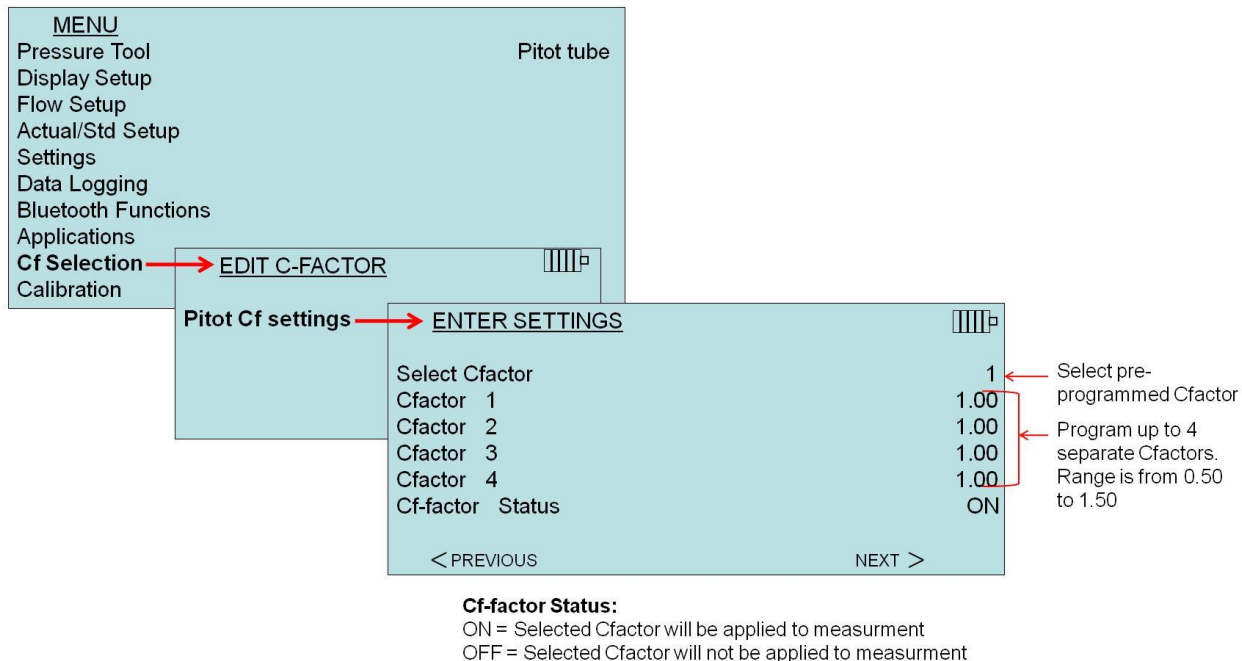 MENU
Pressure Tool Pitot tube
Display Setup
Flow Setup
Actual/Std Setup
Settings
Data Logging
Bluetooth Functions
Applications
Cf Selection
Calibration
EDIT C-FACTOR
Pitot Cf settings
ENTER SETTINGS
Select Cfactor 1
Cfactor 1 1.00
Cfactor 2 1.00
Cfactor 3 1.00
Cfactor 4 1.00
Cf-factor Status ON
< PREVIOUS NEXT >
Select pre-
programmed Cfactor
Program up to 4
separate Cfactors.
Range is from 0.50
to 1.50
Cf-factor Status:
ON = Selected Cfactor will be applied to measurment
OFF = Selected Cfactor will not be applied to measurment